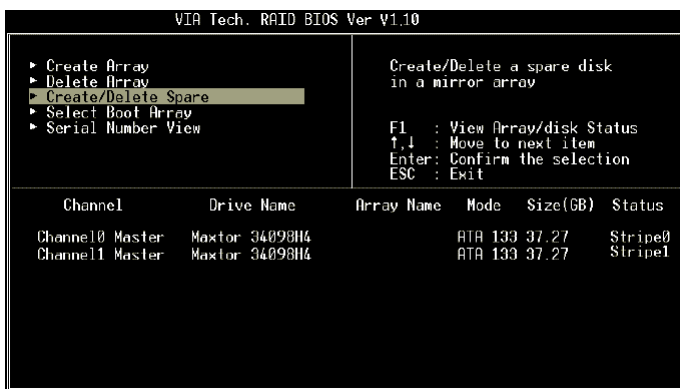 VIA Tech. RAID BIOS Ver V1.10
► Create Array
► Delete Array
► Create/Delete Spare
► Select Boot Array
► Serial Number View
Create/Delete a spare disk
in a mirror array
F1 : View Array/disk Status
↑,↓ : Move to next item
Enter: Confirm the selection
ESC : Exit
Channel Drive Name Array Name Mode Size(GB) Status
Channel0 Master Maxtor 34098H4 ATA 133 37.27 Stripe0
Channel1 Master Maxtor 34098H4 ATA 133 37.27 Stripe1